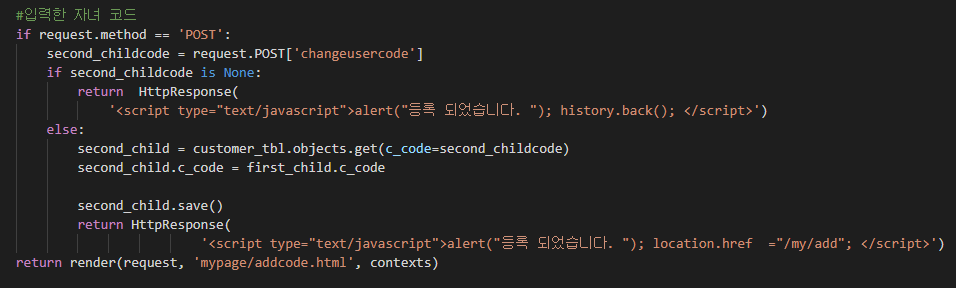 #입력한 자녀 코드
if request.method == 'POST':
second_childcode = request.POST['changeusercode']
if second_childcode is None:
return  HttpResponse(
'<script type="text/javascript">alert("등록 되었습니다. "); history.back(); </script>')
else:
second_child = customer_tbl.objects.get(c_code=second_childcode)
second_child.c_code = first_child.c_code
second_child.save()
return HttpResponse(
'<script type="text/javascript">alert("등록 되었습니다. "); location.href  ="/my/add"; </script>')
return render(request, 'mypage/addcode.html', contexts)